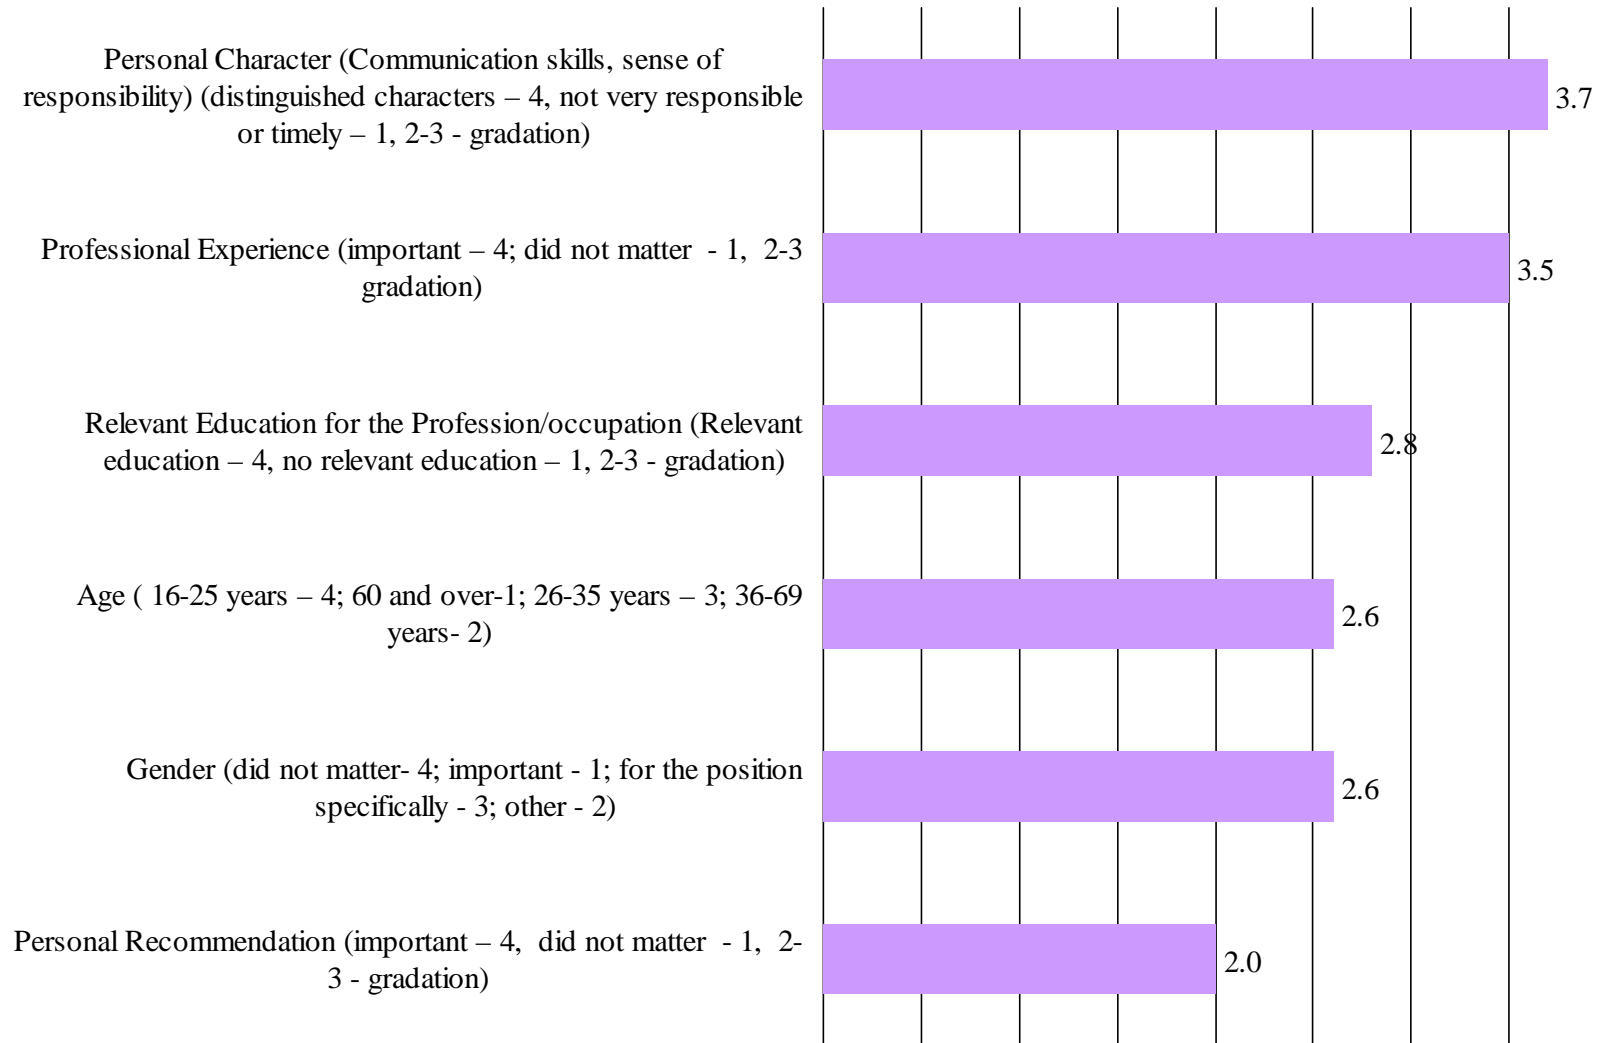 Personal Character (Communication skills, sense of
responsibility) (distinguished characters – 4, not very responsible
or timely – 1, 2-3 - gradation)
3.7
Professional Experience (important – 4; did not matter - 1, 2-3
gradation)
3.5
Relevant Education for the Profession/occupation (Relevant
education – 4, no relevant education – 1, 2-3 - gradation)
2.8
Age ( 16-25 years – 4; 60 and over-1; 26-35 years – 3; 36-69
years- 2)
2.6
Gender (did not matter- 4; important - 1; for the position
specifically - 3; other - 2)
2.6
Personal Recommendation (important – 4, did not matter - 1, 2-
3 - gradation)
2.0